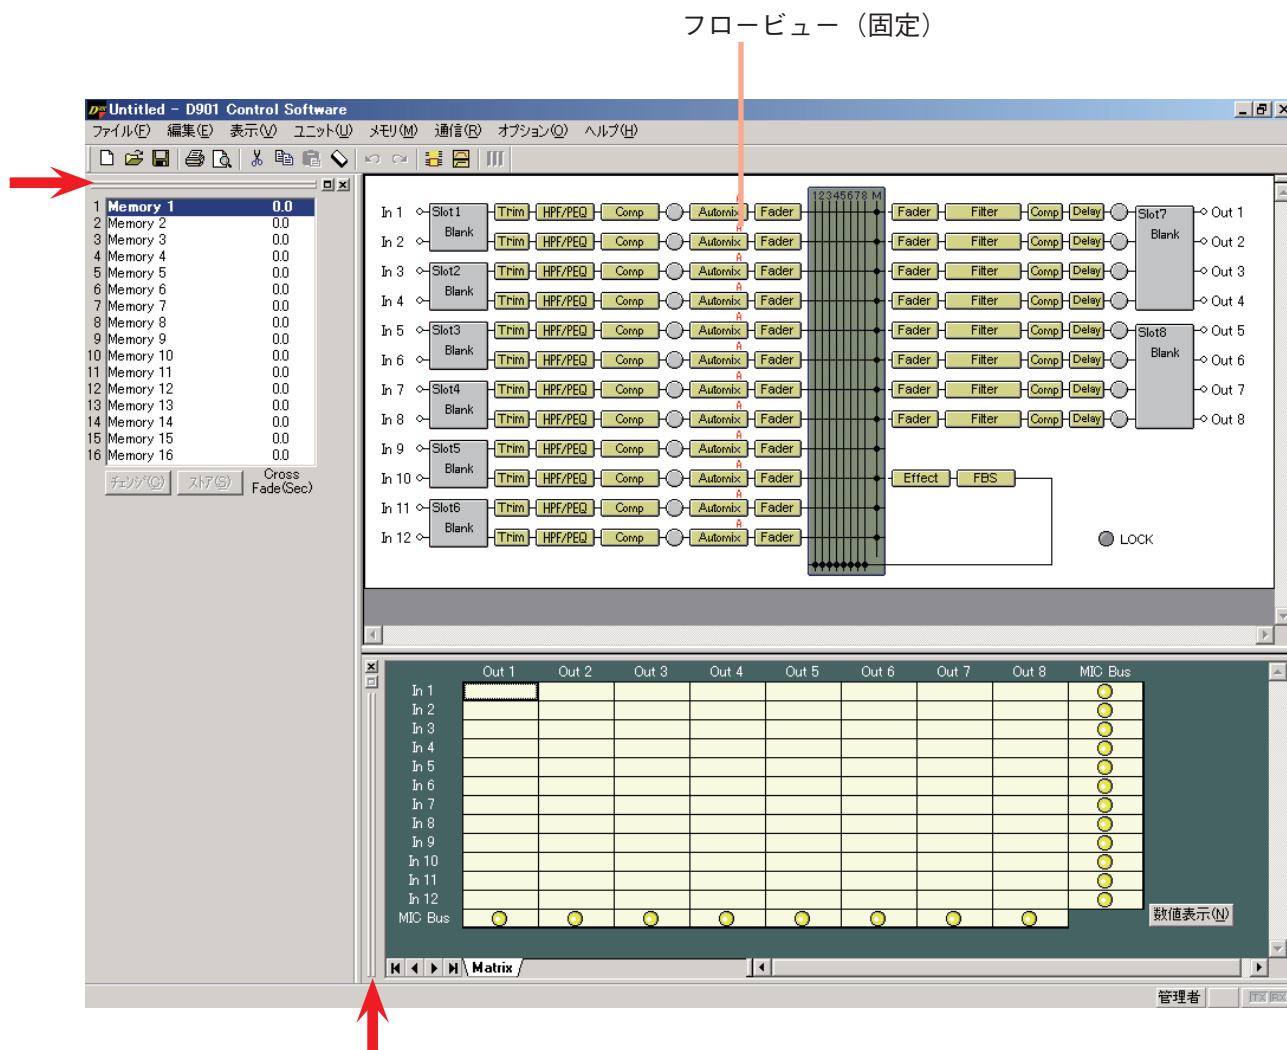 フロービュー（固定）
Untitled - D901 Control Software
ファイル(F) 編集(E) 表示(V) ユニット(U) メモリ(M) 通信(R) オプション(O) ヘルプ(H)
1 Memory 1 0.0
2 Memory 2 0.0
3 Memory 3 0.0
4 Memory 4 0.0
5 Memory 5 0.0
6 Memory 6 0.0
7 Memory 7 0.0
8 Memory 8 0.0
9 Memory 9 0.0
10 Memory 10 0.0
11 Memory 11 0.0
12 Memory 12 0.0
13 Memory 13 0.0
14 Memory 14 0.0
15 Memory 15 0.0
16 Memory 16 0.0
チェンジ(C) ストア(S) Cross Fade(Sec)
12345678 M
In 1 Slot1 Blank Trim HPF/PEQ Comp A Automix Fader Fader Filter Comp Delay Slot7 Blank Out 1
In 2 Trim HPF/PEQ Comp A Automix Fader Fader Filter Comp Delay Out 2
In 3 Slot2 Blank Trim HPF/PEQ Comp A Automix Fader Fader Filter Comp Delay Out 3
In 4 Trim HPF/PEQ Comp A Automix Fader Fader Filter Comp Delay Out 4
In 5 Slot3 Blank Trim HPF/PEQ Comp A Automix Fader Fader Filter Comp Delay Slot8 Blank Out 5
In 6 Trim HPF/PEQ Comp A Automix Fader Fader Filter Comp Delay Out 6
In 7 Slot4 Blank Trim HPF/PEQ Comp A Automix Fader Fader Filter Comp Delay Out 7
In 8 Trim HPF/PEQ Comp A Automix Fader Fader Filter Comp Delay Out 8
In 9 Slot5 Blank Trim HPF/PEQ Comp A Automix Fader
In 10 Trim HPF/PEQ Comp A Automix Fader Effect FBS
In 11 Slot6 Blank Trim HPF/PEQ Comp A Automix Fader
In 12 Trim HPF/PEQ Comp A Automix Fader LOCK
Out 1 Out 2 Out 3 Out 4 Out 5 Out 6 Out 7 Out 8 MIC Bus
In 1
In 2
In 3
In 4
In 5
In 6
In 7
In 8
In 9
In 10
In 11
In 12
MIC Bus 数値表示(N)
Matrix
管理者 TX RX